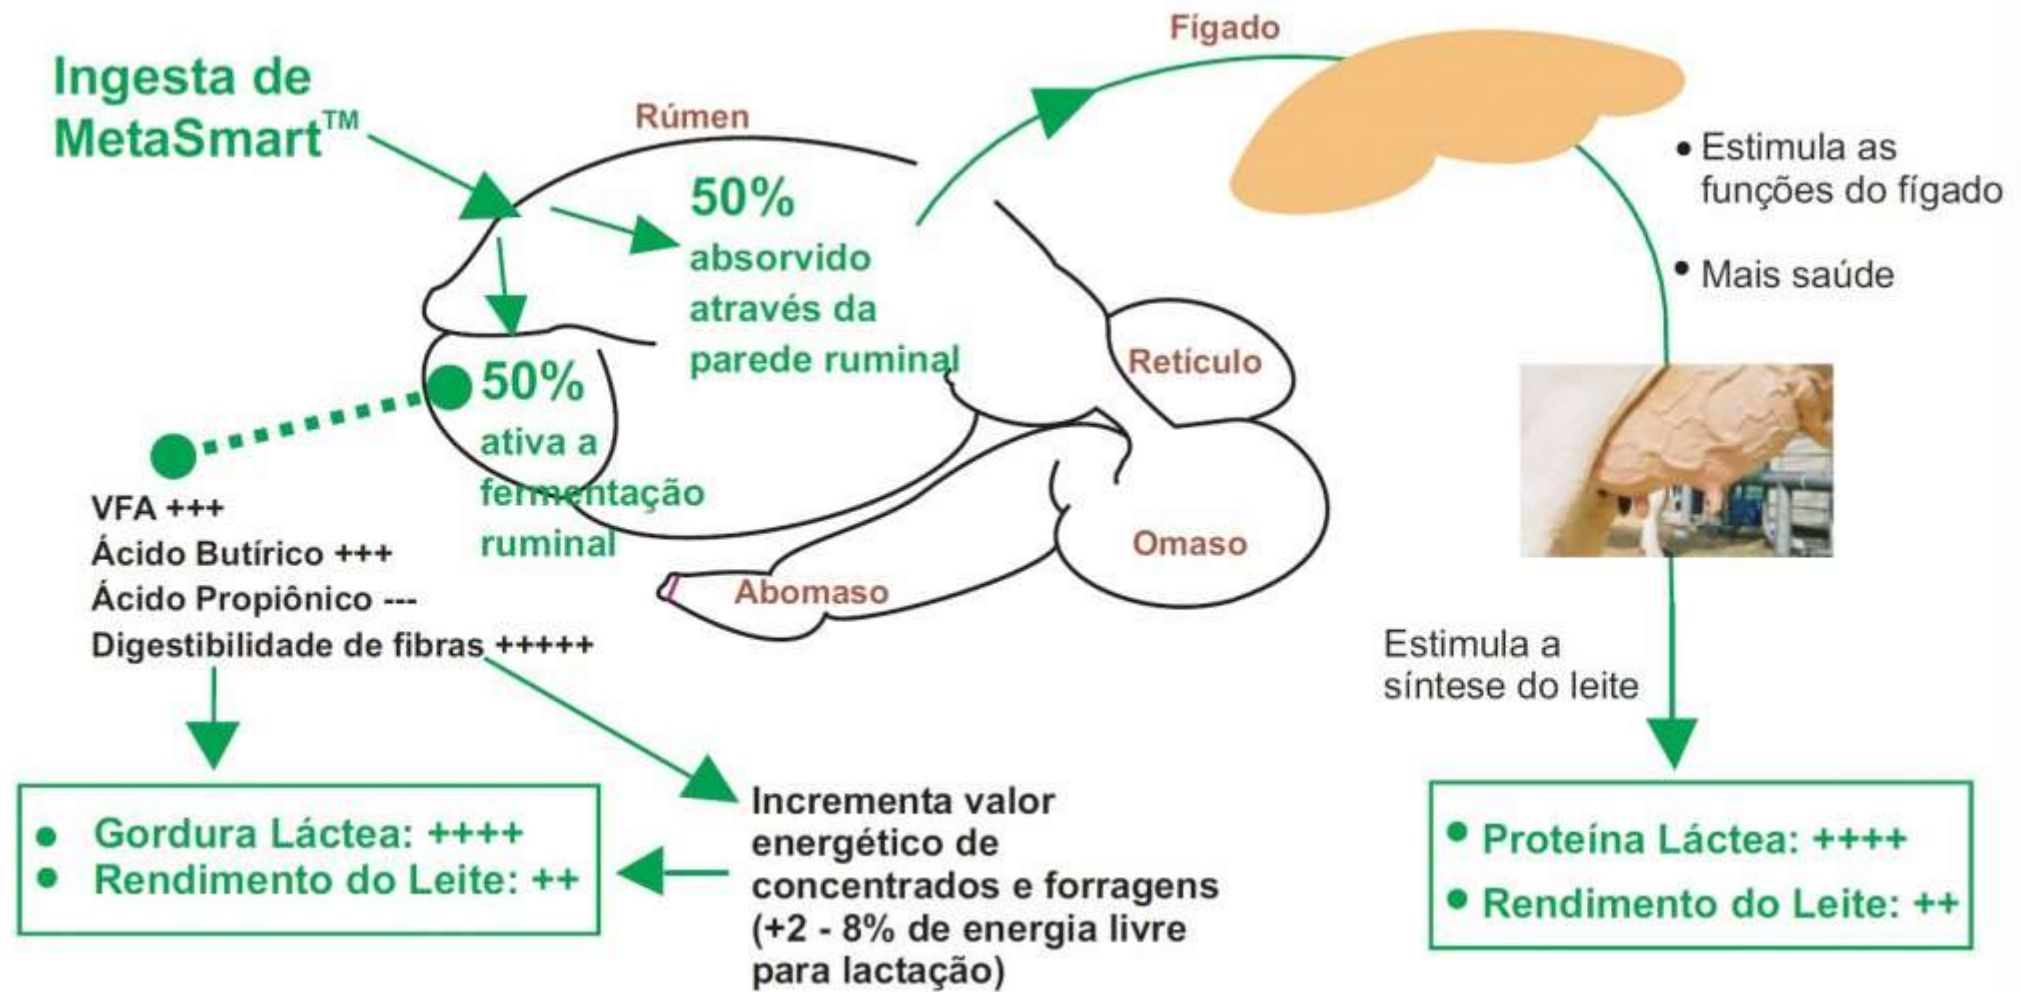 Ingesta de
MetaSmart™
Rúmen
Fígado
50%
absorvido
através da
parede ruminal
50%
ativa a
fermentação
ruminal
Retículo
Omaso
Abomaso
• Estimula as
funções do fígado
• Mais saúde
VFA +++
Ácido Butírico +++
Ácido Propiônico ---
Digestibilidade de fibras +++++
Estimula a
síntese do leite
• Gordura Láctea: ++++
• Rendimento do Leite: ++
Incrementa valor
energético de
concentrados e forragens
(+2 - 8% de energia livre
para lactação)
• Proteína Láctea: ++++
• Rendimento do Leite: ++